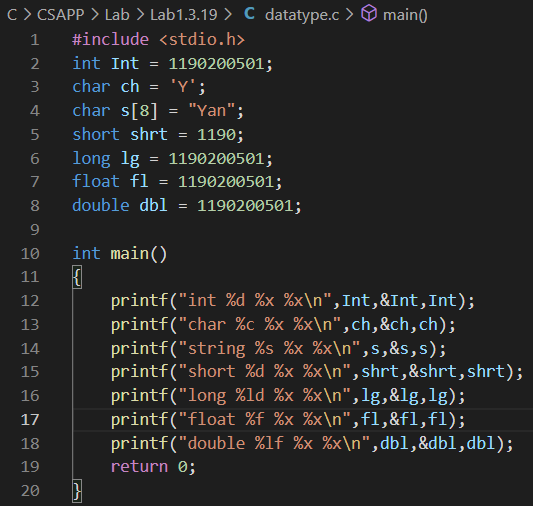 C > CSAPP > Lab > Lab1.3.19 > C datatype.c > main()
1 #include <stdio.h>
2 int Int = 1190200501;
3 char ch = 'Y';
4 char s[8] = "Yan";
5 short shrt = 1190;
6 long lg = 1190200501;
7 float fl = 1190200501;
8 double dbl = 1190200501;
9
10 int main()
11 {
12     printf("int %d %x %x\n",Int,&Int,Int);
13     printf("char %c %x %x\n",ch,&ch,ch);
14     printf("string %s %x %x\n",s,&s,s);
15     printf("short %d %x %x\n",shrt,&shrt,shrt);
16     printf("long %ld %x %x\n",lg,&lg,lg);
17     printf("float %f %x %x\n",fl,&fl,fl);
18     printf("double %lf %x %x\n",dbl,&dbl,dbl);
19     return 0;
20 }